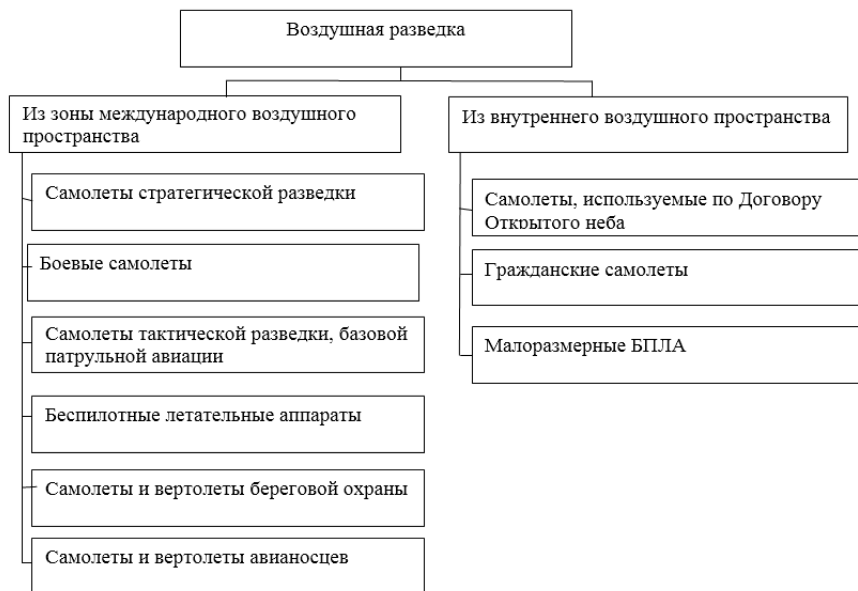 Воздушная разведка
Из зоны международного воздушного
пространства
Самолеты стратегической разведки
Боевые самолеты
Самолеты тактической разведки, базовой
патрульной авиации
Беспилотные летательные аппараты
Самолеты и вертолеты береговой охраны
Самолеты и вертолеты авианосцев
Из внутреннего воздушного пространства
Самолеты, используемые по Договору
Открытого неба
Гражданские самолеты
Малоразмерные БПЛА